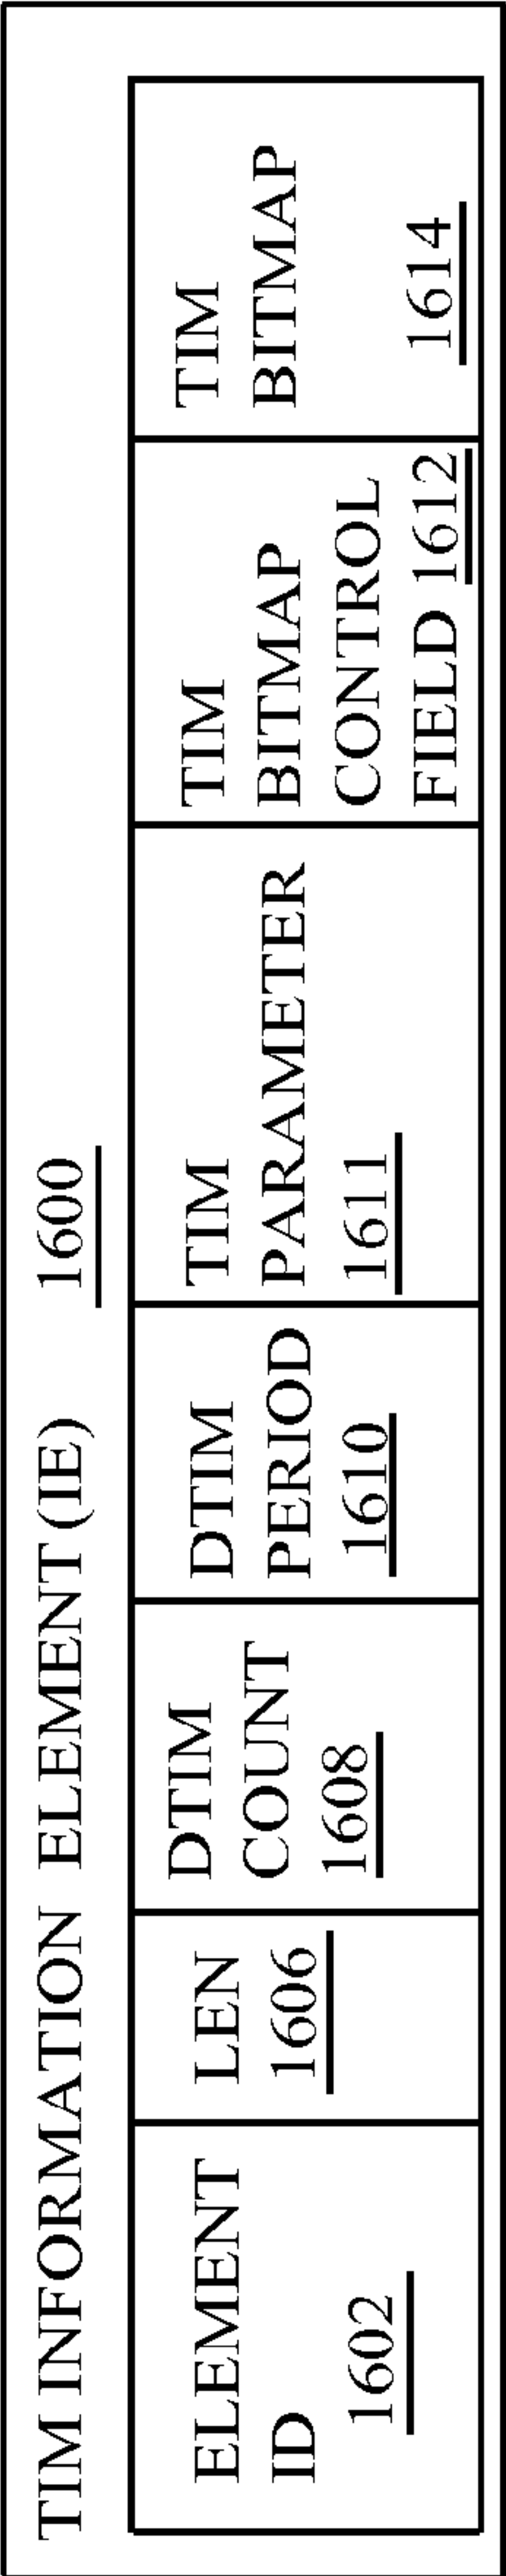 TIM INFORMATION ELEMENT (IE) 1600
ELEMENT
ID
1602
LEN
1606
DTIM
COUNT
1608
DTIM
PERIOD
1610
TIM
PARAMETER
1611
TIM
BITMAP
CONTROL
FIELD 1612
TIM
BITMAP
1614